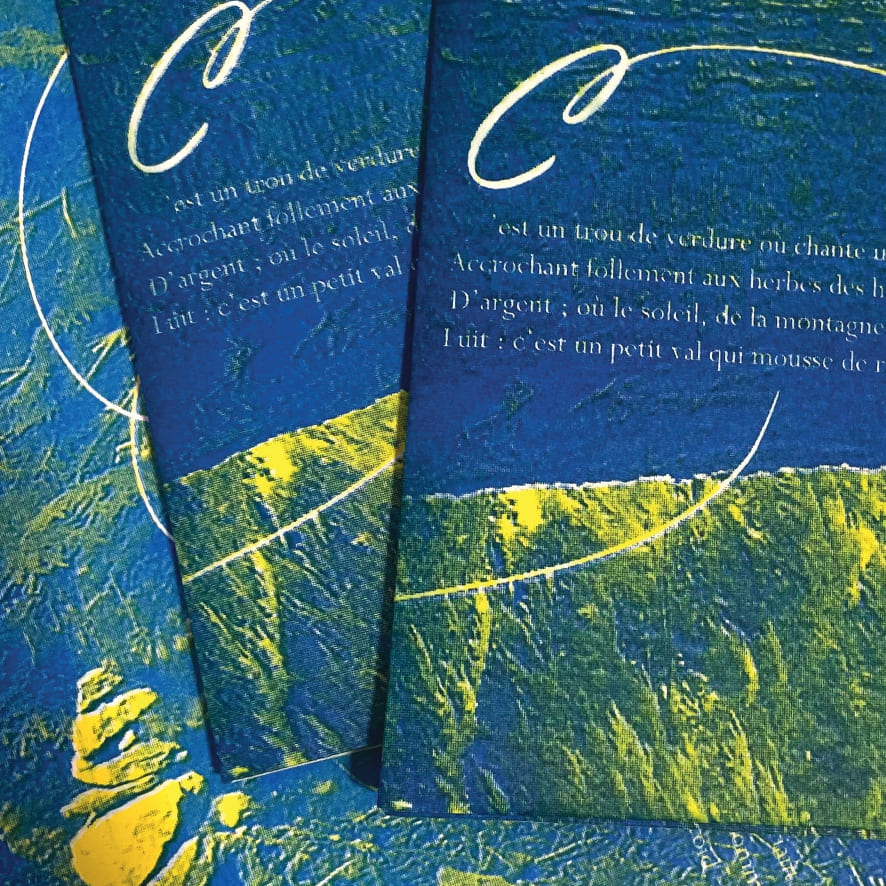 C
'est un trou de verdure
Accrochant follement aux
D'argent ; où le soleil, d
Luit : c'est un petit val
C
'est un trou de verdure ou chante u
Accrochant follement aux herbes des h
D'argent ; où le soleil, de la montagne
Luit : c'est un petit val qui mousse de r